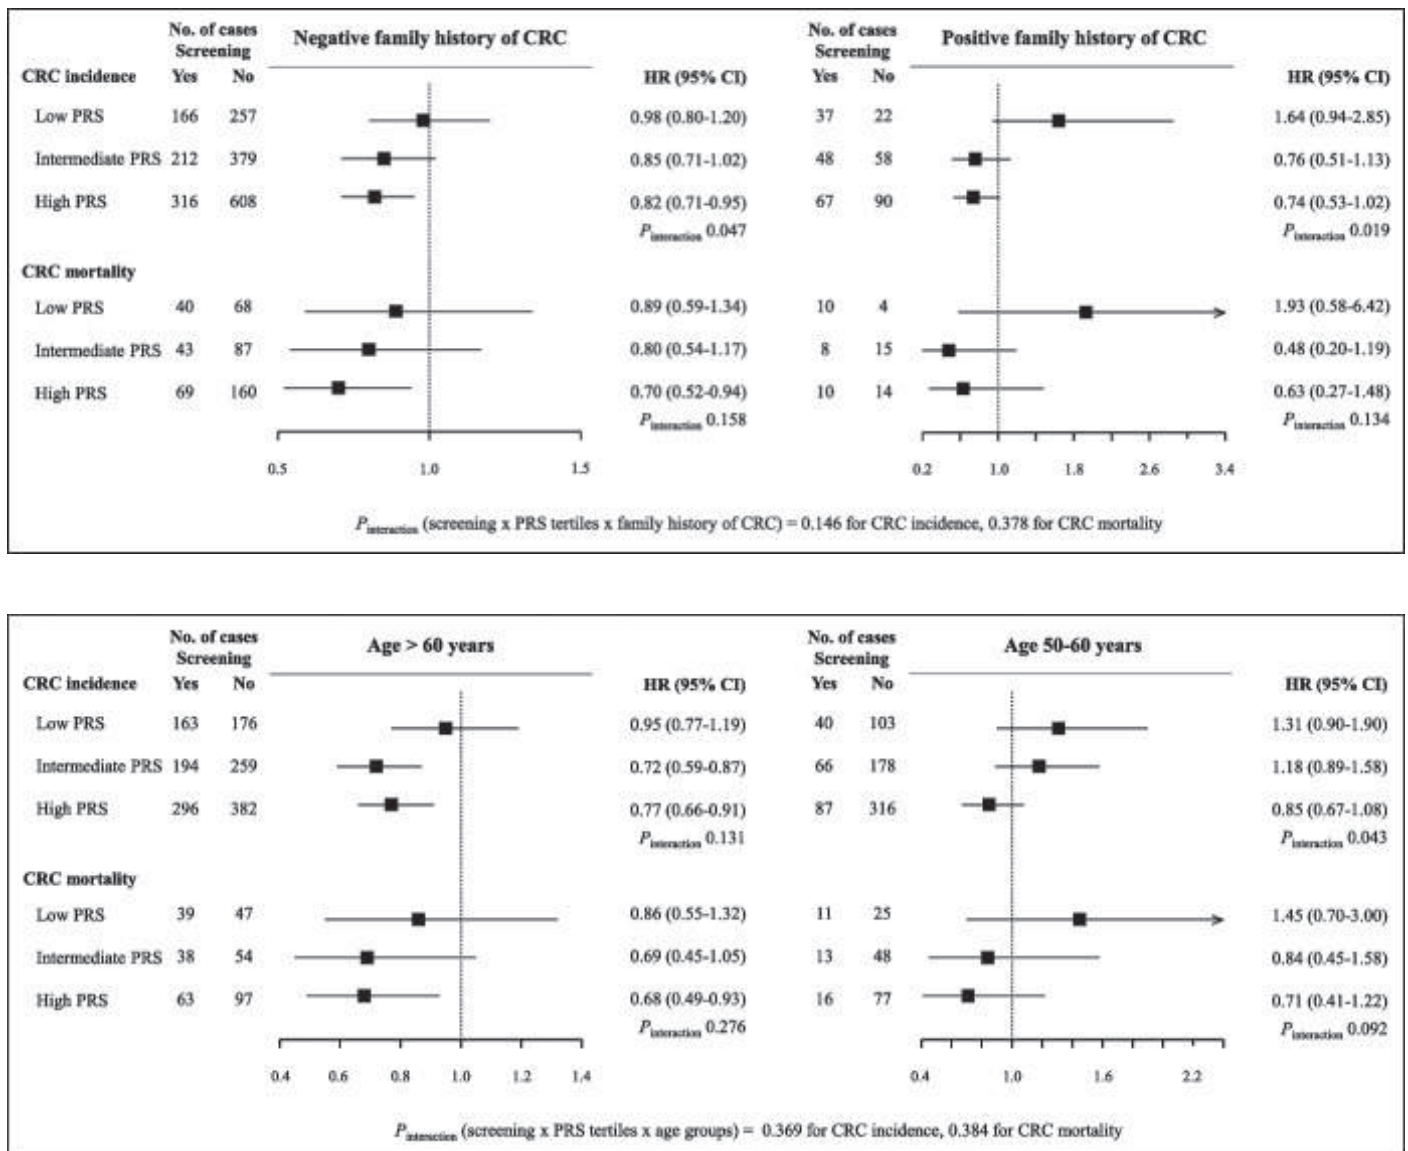 No. of cases Negative family history of CRC No. of cases Positive family history of CRC
Screening Screening
CRC incidence Yes No HR (95% CI) Yes No HR (95% CI)
Low PRS 166 257 0.98 (0.80-1.20) 37 22 1.64 (0.94-2.85)
Intermediate PRS 212 379 0.85 (0.71-1.02) 48 58 0.76 (0.51-1.13)
High PRS 316 608 0.82 (0.71-0.95) 67 90 0.74 (0.53-1.02)
Pinteraction 0.047 Pinteraction 0.019
CRC mortality
Low PRS 40 68 0.89 (0.59-1.34) 10 4 1.93 (0.58-6.42)
Intermediate PRS 43 87 0.80 (0.54-1.17) 8 15 0.48 (0.20-1.19)
High PRS 69 160 0.70 (0.52-0.94) 10 14 0.63 (0.27-1.48)
Pinteraction 0.158 Pinteraction 0.134
0.5 1.0 1.5 0.2 1.0 1.8 2.6 3.4
Pinteraction (screening x PRS tertiles x family history of CRC) = 0.146 for CRC incidence, 0.378 for CRC mortality
No. of cases Age > 60 years No. of cases Age 50-60 years
Screening Screening
CRC incidence Yes No HR (95% CI) Yes No HR (95% CI)
Low PRS 163 176 0.95 (0.77-1.19) 40 103 1.31 (0.90-1.90)
Intermediate PRS 194 259 0.72 (0.59-0.87) 66 178 1.18 (0.89-1.58)
High PRS 296 382 0.77 (0.66-0.91) 87 316 0.85 (0.67-1.08)
Pinteraction 0.131 Pinteraction 0.043
CRC mortality
Low PRS 39 47 0.86 (0.55-1.32) 11 25 1.45 (0.70-3.00)
Intermediate PRS 38 54 0.69 (0.45-1.05) 13 48 0.84 (0.45-1.58)
High PRS 63 97 0.68 (0.49-0.93) 16 77 0.71 (0.41-1.22)
Pinteraction 0.276 Pinteraction 0.092
0.4 0.6 0.8 1.0 1.2 1.4 0.4 1.0 1.6 2.2
Pinteraction (screening x PRS tertiles x age groups) = 0.369 for CRC incidence, 0.384 for CRC mortality